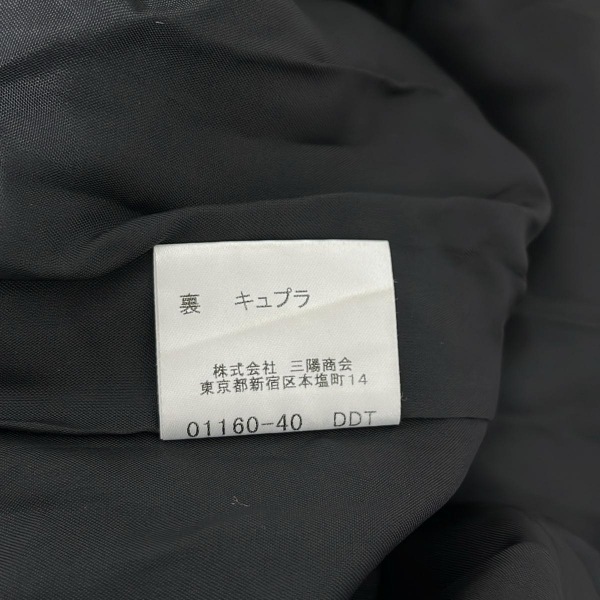 裏 キュプラ
株式会社 三陽商会
東京都新宿区本塩町14
01160-40 DDT